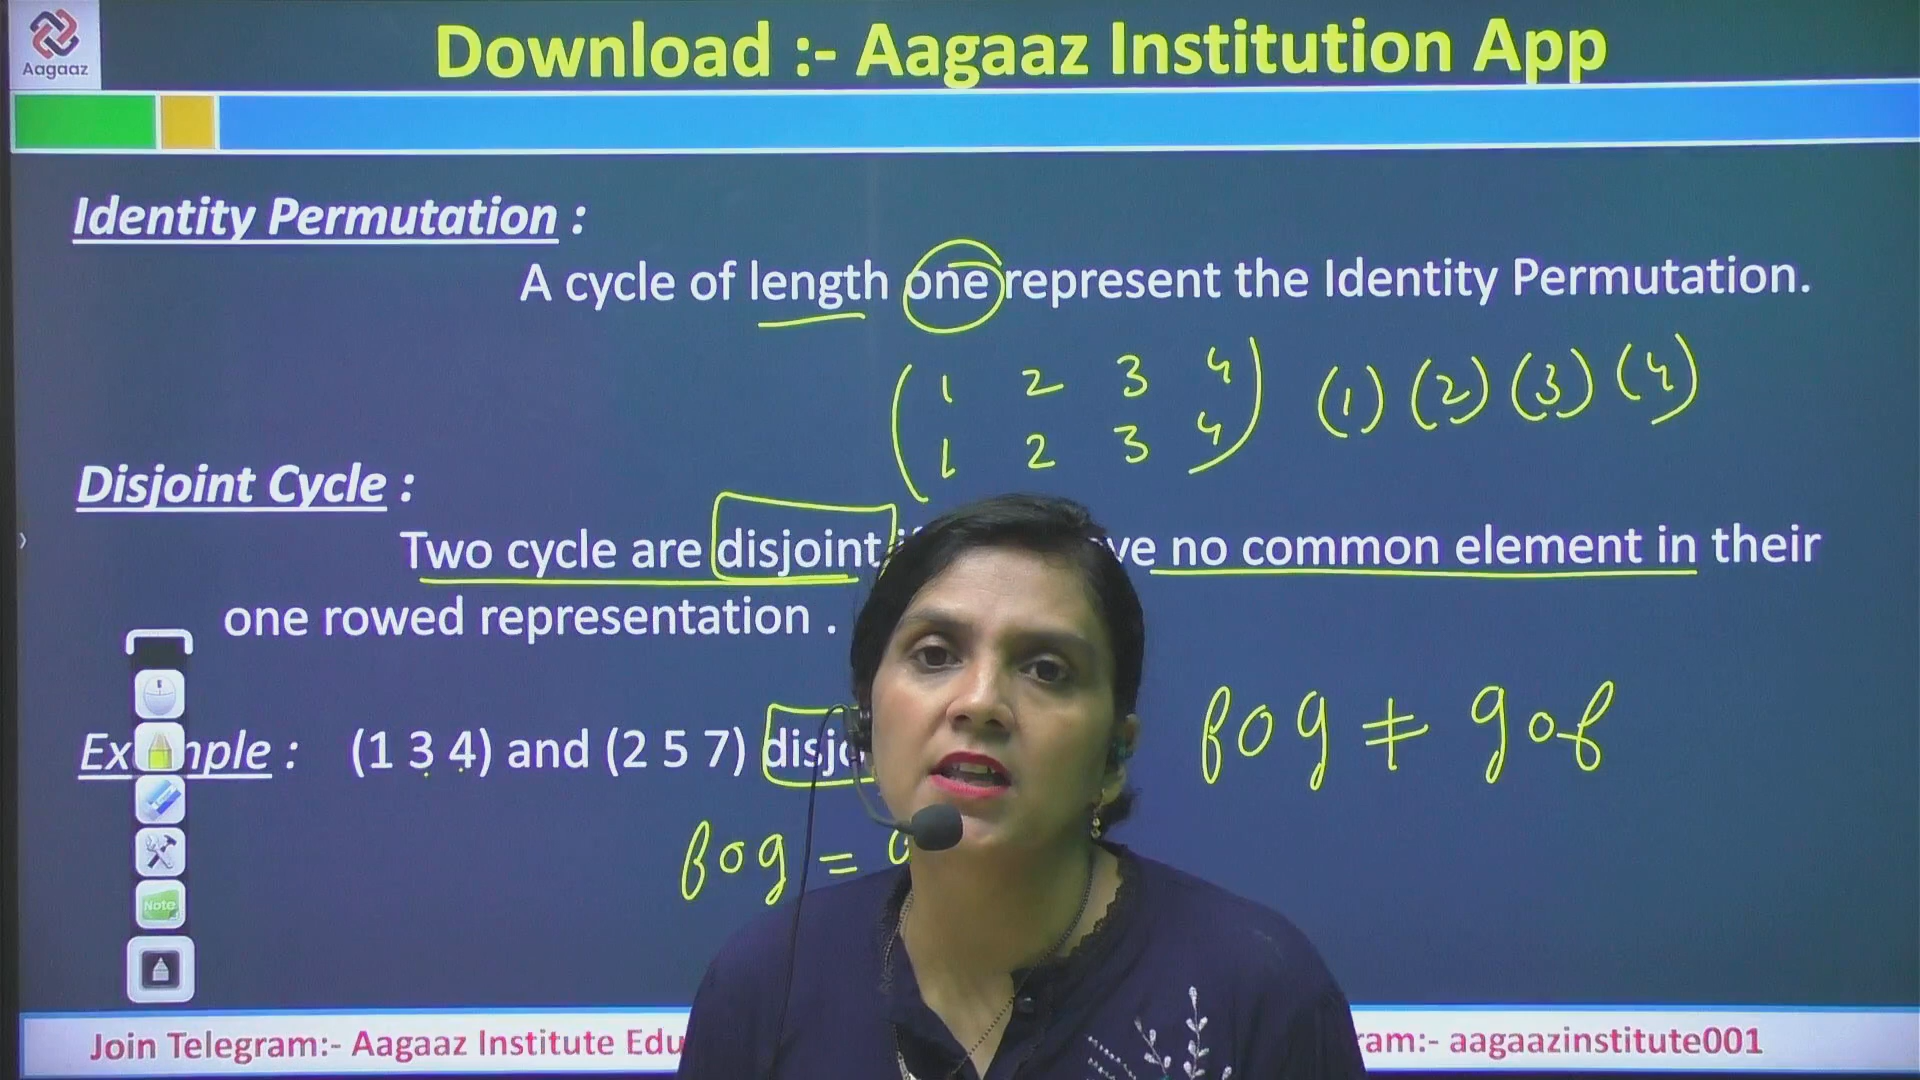 Aagaaz
Download :- Aagaaz Institution App
Identity Permutation :
A cycle of length one represent the Identity Permutation.
( 1 2 3 4 ) (1) (2) (3) (4)
1 2 3 4
Disjoint Cycle :
Two cycle are disjoint no common element in their
one rowed representation .
Example : (1 3 4) and (2 5 7)
fog ≠ gof
fog =
Note
Join Telegram:- Aagaaz Institute :- aagaazinstitute001